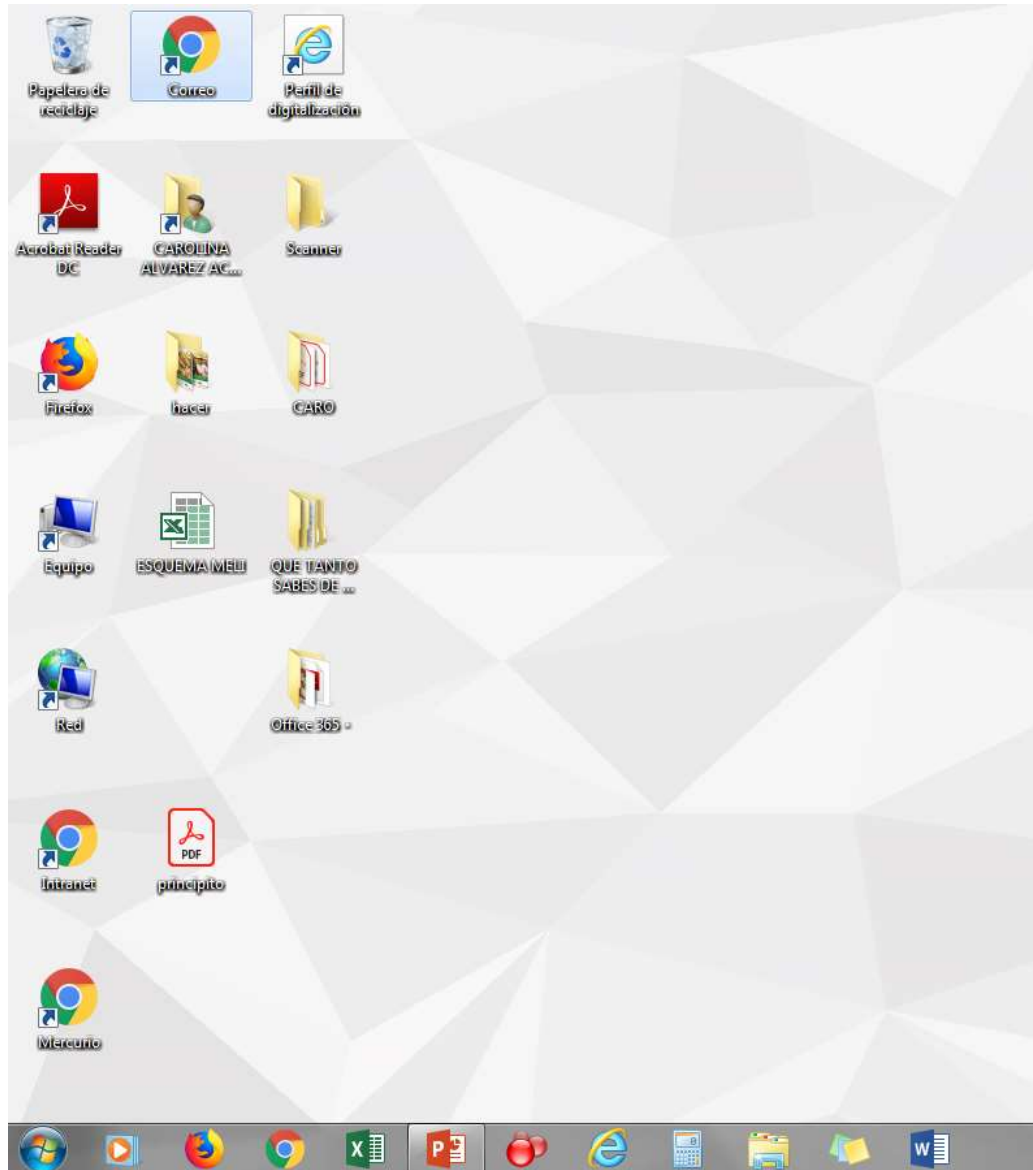 Papelera de
reciclaje
Correo
Perfil de
digitalización
Acrobat Reader
DC
CAROLINA
ALVAREZ AC...
Scanner
Firefox
hacer
CARO
Equipo
ESQUEMA MELI
QUE TANTO
SABES DE ...
Red
Office 365 -
Intranet
PDF
principito
Mercurio